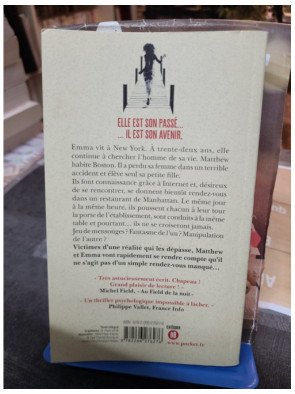 ELLE EST SON PASSÉ...
... IL EST SON AVENIR.
Emma vit à New York. À trente-deux ans, elle
continue à chercher l'homme de sa vie. Matthew
habite Boston. Il a perdu sa femme dans un terrible
accident et élève seul sa petite fille.
Ils font connaissance grâce à Internet et, désireux
de se rencontrer, se donnent bientôt rendez-vous
dans un restaurant de Manhattan. Le même jour
à la même heure, ils poussent chacun à leur tour
la porte de l'établissement, sont conduits à la même
table et pourtant... ils ne se croiseront jamais.
Jeu de mensonges ? Fantasme de l'un ? Manipulation
de l'autre ?
Victimes d'une réalité qui les dépasse, Matthew
et Emma vont rapidement se rendre compte qu'il
ne s'agit pas d'un simple rendez-vous manqué...
Très astucieusement écrit. Chapeau !
Grand plaisir de lecture !
Michel Field, - Au Field de la nuit -
Un thriller psychologique impossible à lâcher.
Philippe Vallet, France Info
www.pocket.fr